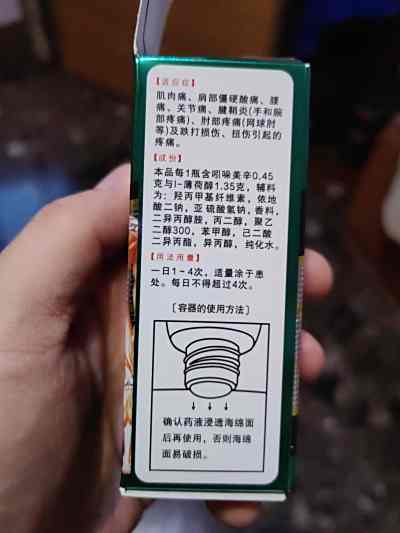 【适应症】
肌肉痛、肩部僵硬酸痛、腰
痛、关节痛、腱鞘炎(手和腕
部疼痛)、肘部疼痛(网球肘
等)及跌打损伤、扭伤引起的
疼痛。
【成份】
本品每1瓶含吲哚美辛0.45
克与l-薄荷醇1.35克，辅料
为：羟丙甲基纤维素，依地
酸二钠，亚硫酸氢钠，香料，
二异丙醇胺，丙二醇，聚乙
二醇300，苯甲醇，己二酸
二异丙酯，异丙醇，纯化水。
【用法用量】
一日1~4次，适量涂于患
处。每日不得超过4次。
［容器的使用方法］
确认药液浸透海绵面
后再使用，否则海绵
面易破损。